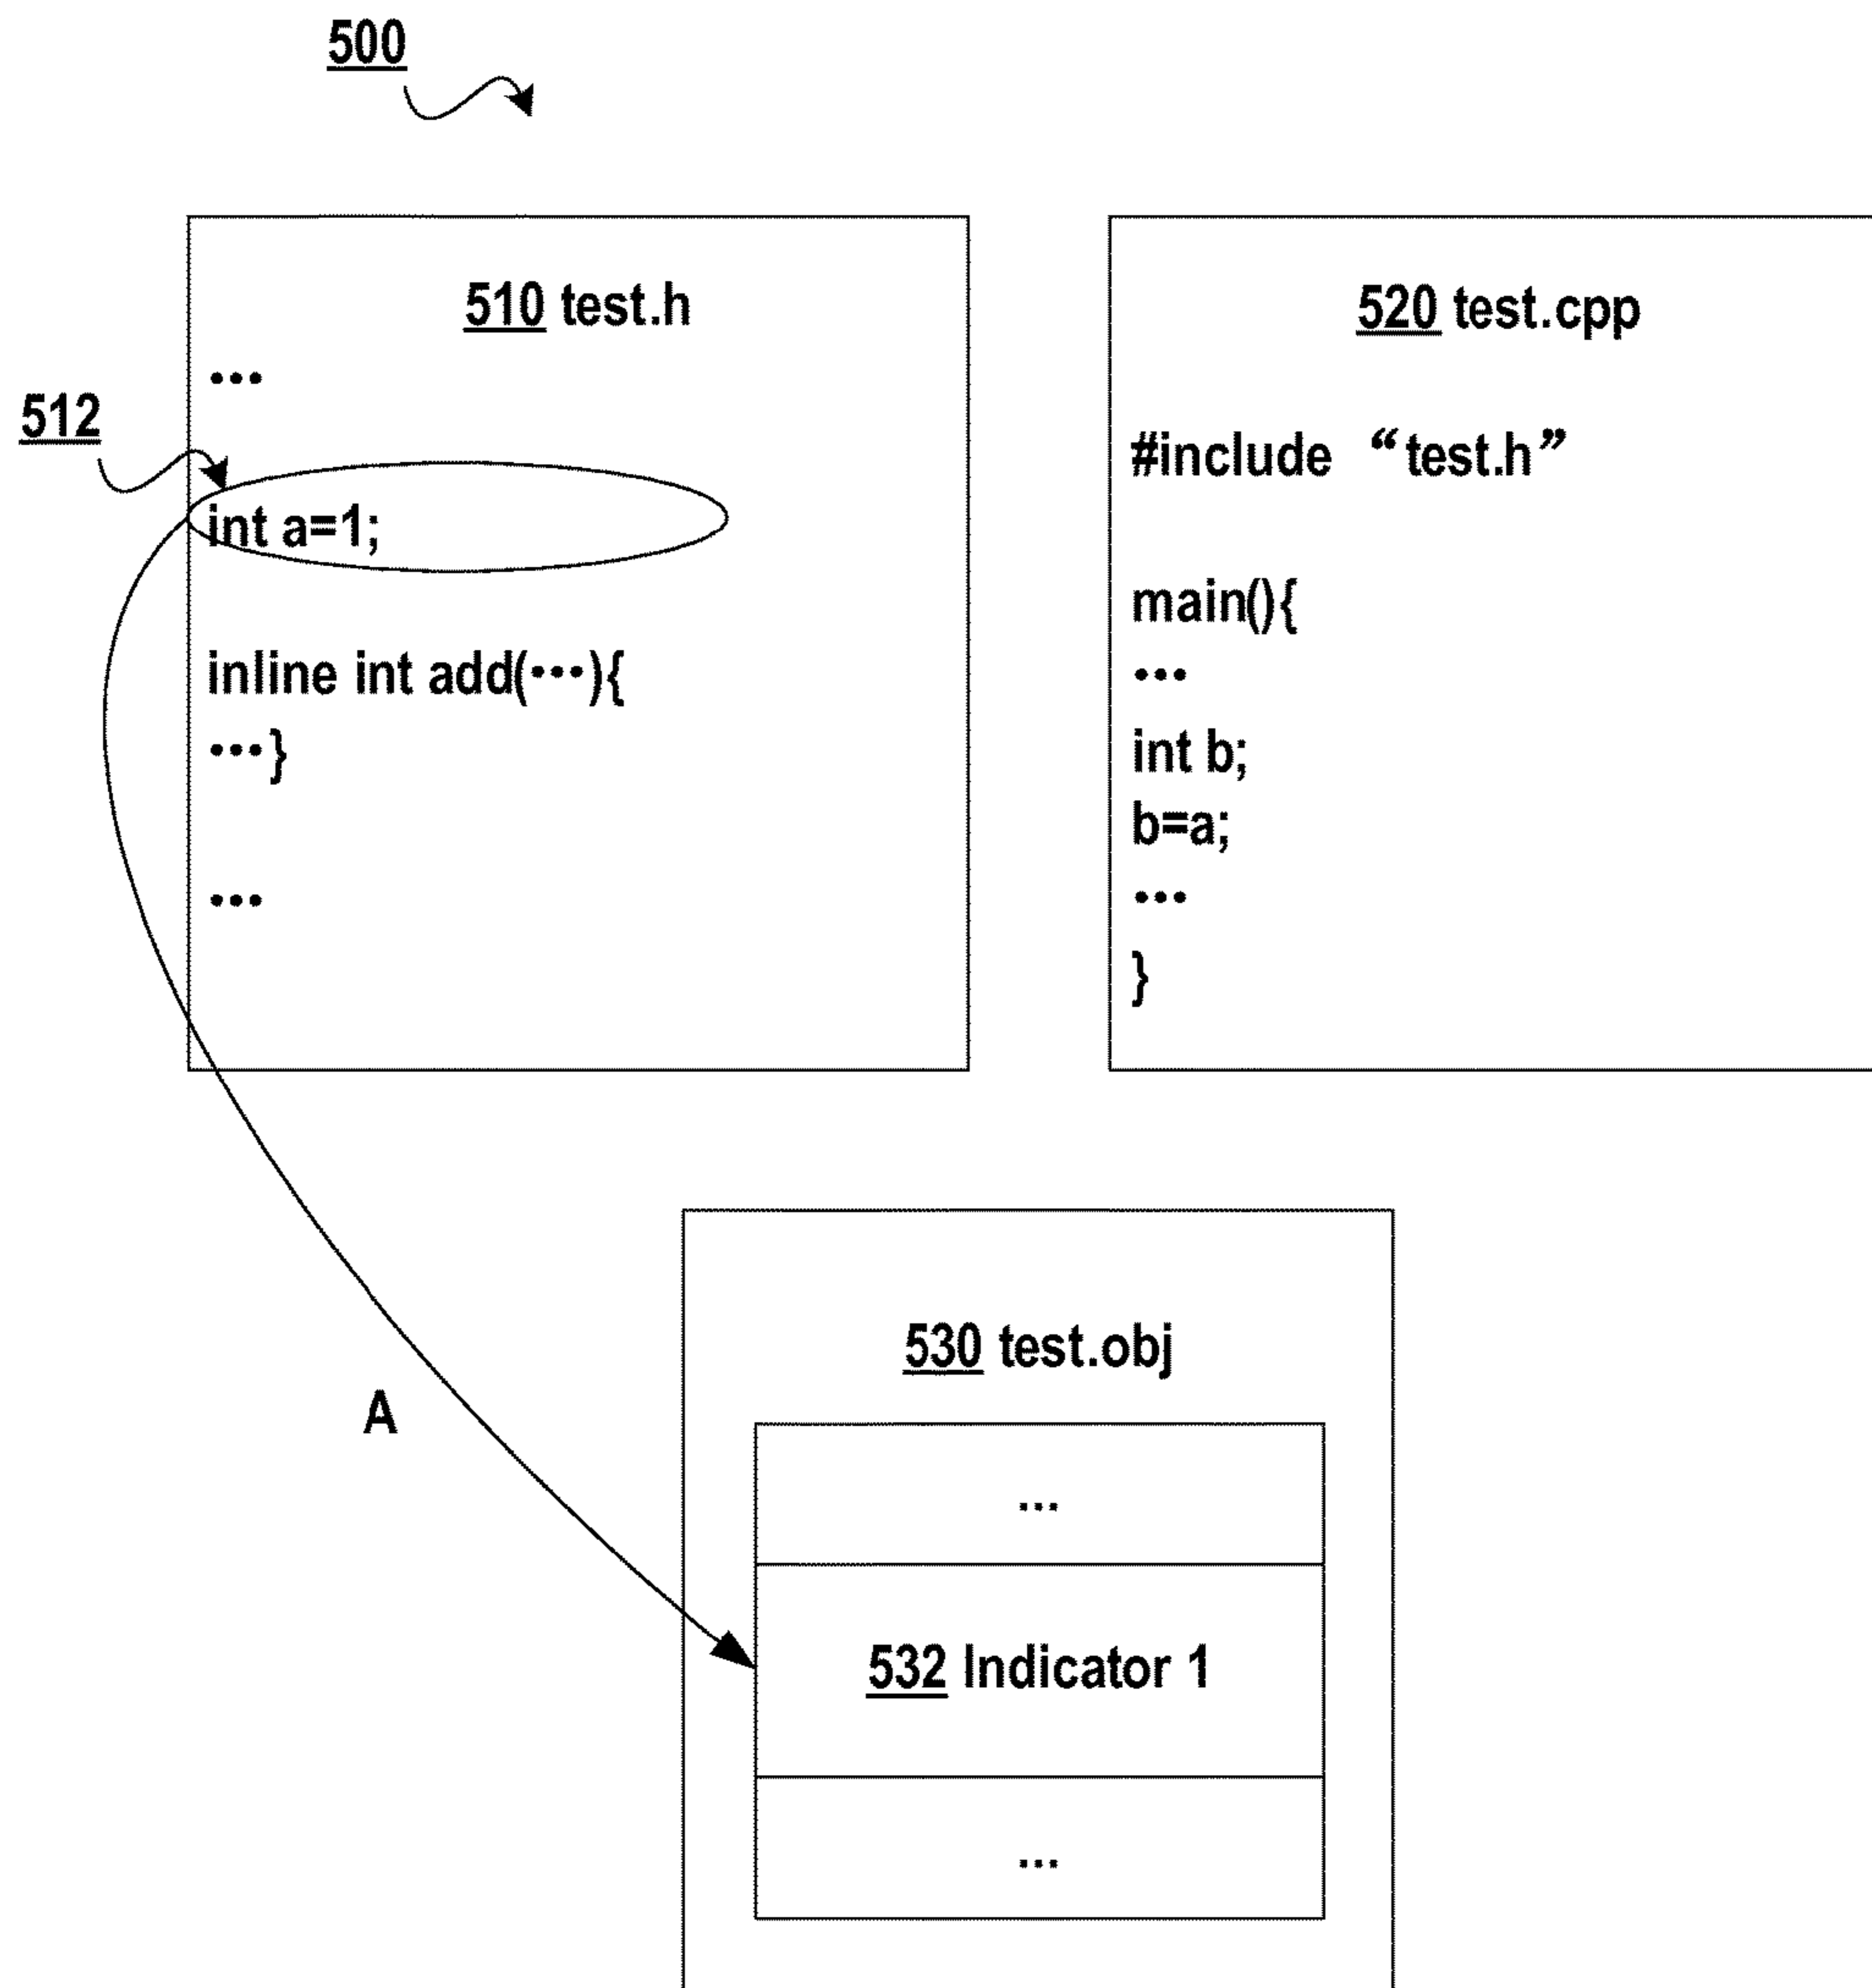 500
510 test.h
...
512
int a=1;
inline int add(...){
...}
...
520 test.cpp
#include “test.h”
main(){
...
int b;
b=a;
...
}
A
530 test.obj
...
532 Indicator 1
...